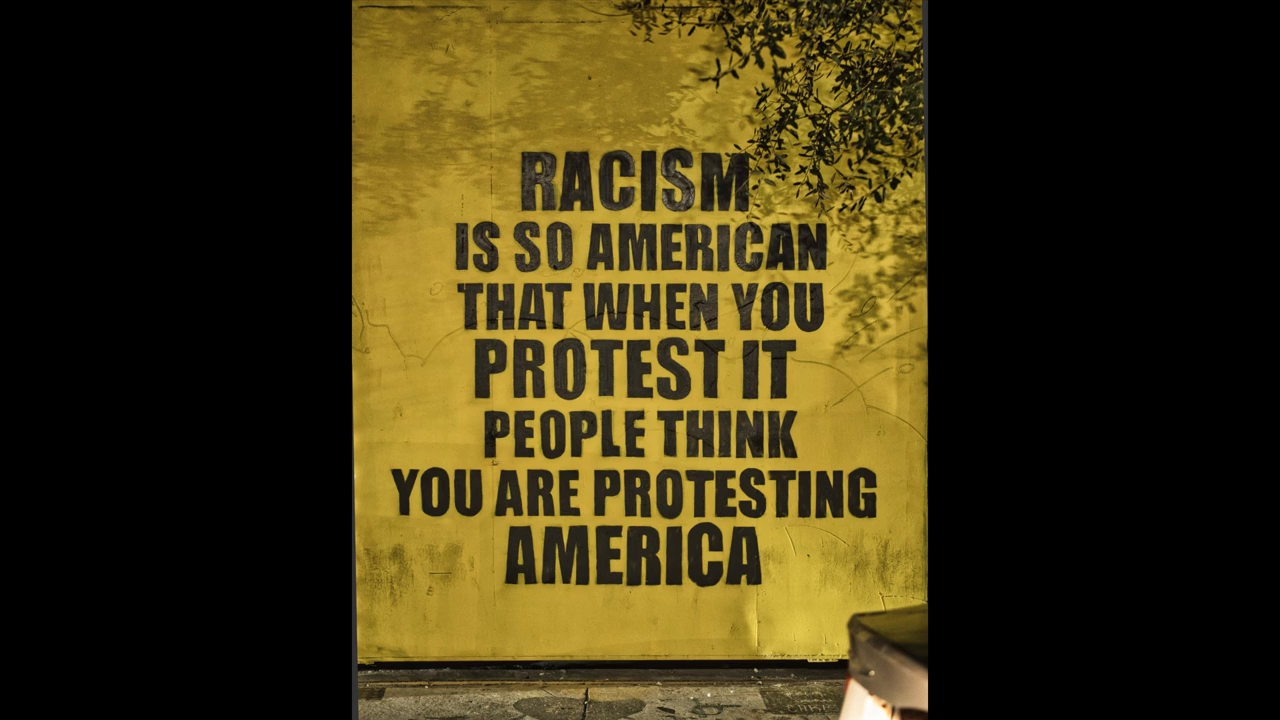 RACISM
IS SO AMERICAN
THAT WHEN YOU
PROTEST IT
PEOPLE THINK
YOU ARE PROTESTING
AMERICA